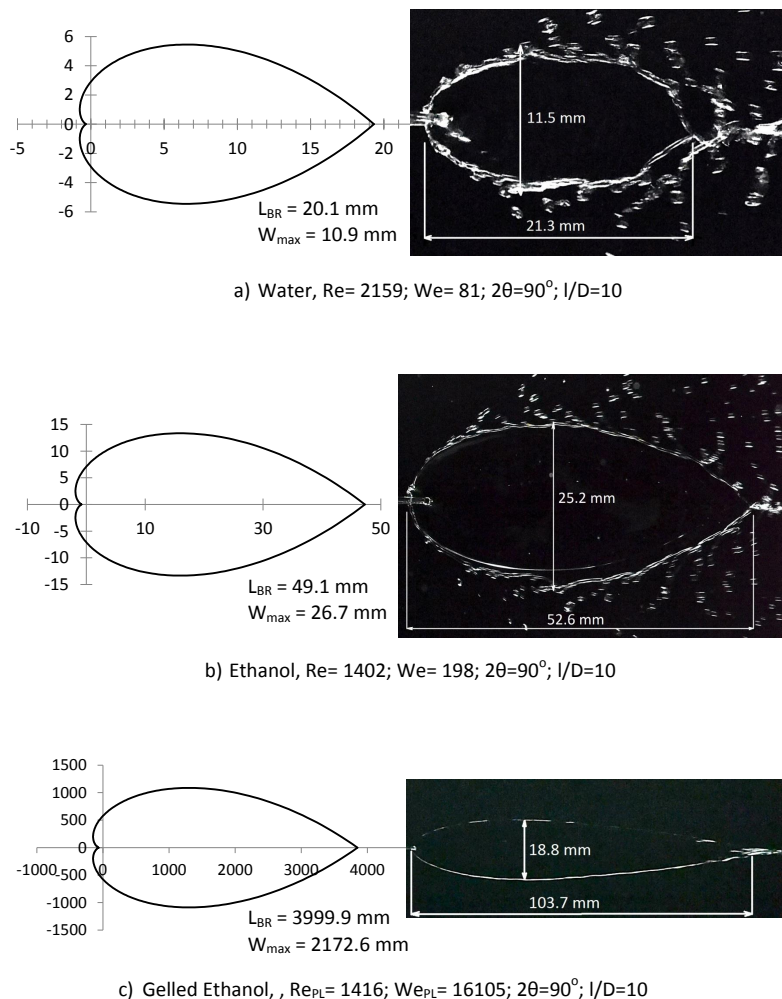 6
4
2
0
-2
-4
-6
-5 0 5 10 15 20
11.5 mm
21.3 mm
L_BR = 20.1 mm
W_max = 10.9 mm
a) Water, Re= 2159; We= 81; 2θ=90°; l/D=10
15
10
5
0
-5
-10
-15
-10 10 30 50
25.2 mm
52.6 mm
L_BR = 49.1 mm
W_max = 26.7 mm
b) Ethanol, Re= 1402; We= 198; 2θ=90°; l/D=10
1500
1000
500
0
-500
-1000
-1500
-1000 0 1000 2000 3000 4000
18.8 mm
103.7 mm
L_BR = 3999.9 mm
W_max = 2172.6 mm
c) Gelled Ethanol, , Re_PL= 1416; We_PL= 16105; 2θ=90°; l/D=10